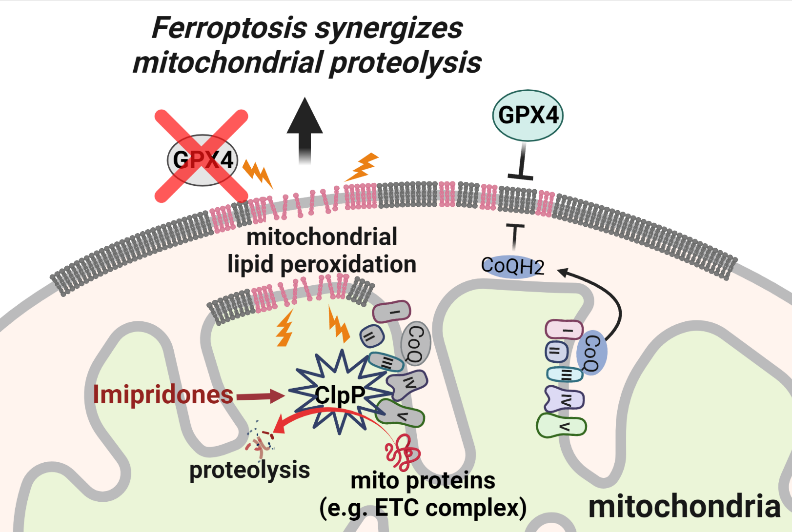 Ferroptosis synergizes
mitochondrial proteolysis
GPX4
GPX4
mitochondrial
lipid peroxidation
CoQH2
I
II
III
IV
V
CoQ
I
II
III
IV
V
CoQ
Imipridones
ClpP
proteolysis
mito proteins
(e.g. ETC complex)
mitochondria